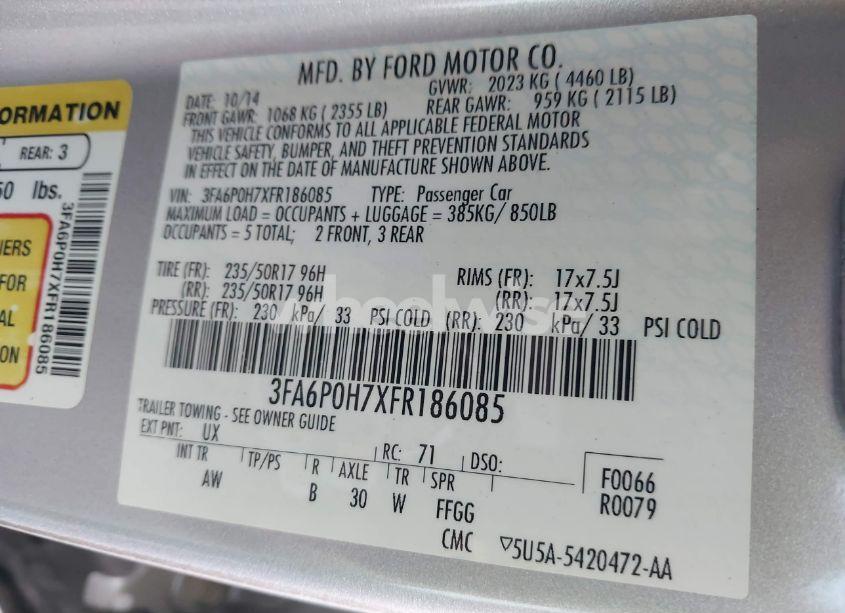 ORMATION
REAR: 3
lbs.
IERS
FOR
AL
ON
3FA6P0H7XFR186085
MFD. BY FORD MOTOR CO.
DATE: 10/14 GVWR: 2023 KG ( 4460 LB)
FRONT GAWR: 1068 KG ( 2355 LB) REAR GAWR: 959 KG ( 2115 LB)
THIS VEHICLE CONFORMS TO ALL APPLICABLE FEDERAL MOTOR
VEHICLE SAFETY, BUMPER, AND THEFT PREVENTION STANDARDS
IN EFFECT ON THE DATE OF MANUFACTURE SHOWN ABOVE.
VIN: 3FA6P0H7XFR186085 TYPE: Passenger Car
MAXIMUM LOAD = OCCUPANTS + LUGGAGE = 385KG/ 850LB
OCCUPANTS = 5 TOTAL; 2 FRONT, 3 REAR
TIRE (FR): 235/50R17 96H RIMS (FR): 17x7.5J
(RR): 235/50R17 96H (RR): 17x7.5J
PRESSURE (FR): 230 kPa/ 33 PSI COLD (RR): 230 kPa/ 33 PSI COLD
3FA6P0H7XFR186085
TRAILER TOWING - SEE OWNER GUIDE
EXT PNT: UX RC: 71 DSO:
INT TR TP/PS R AXLE TR SPR F0066
AW B 30 W FFGG R0079
CMC ▽5U5A-5420472-AA